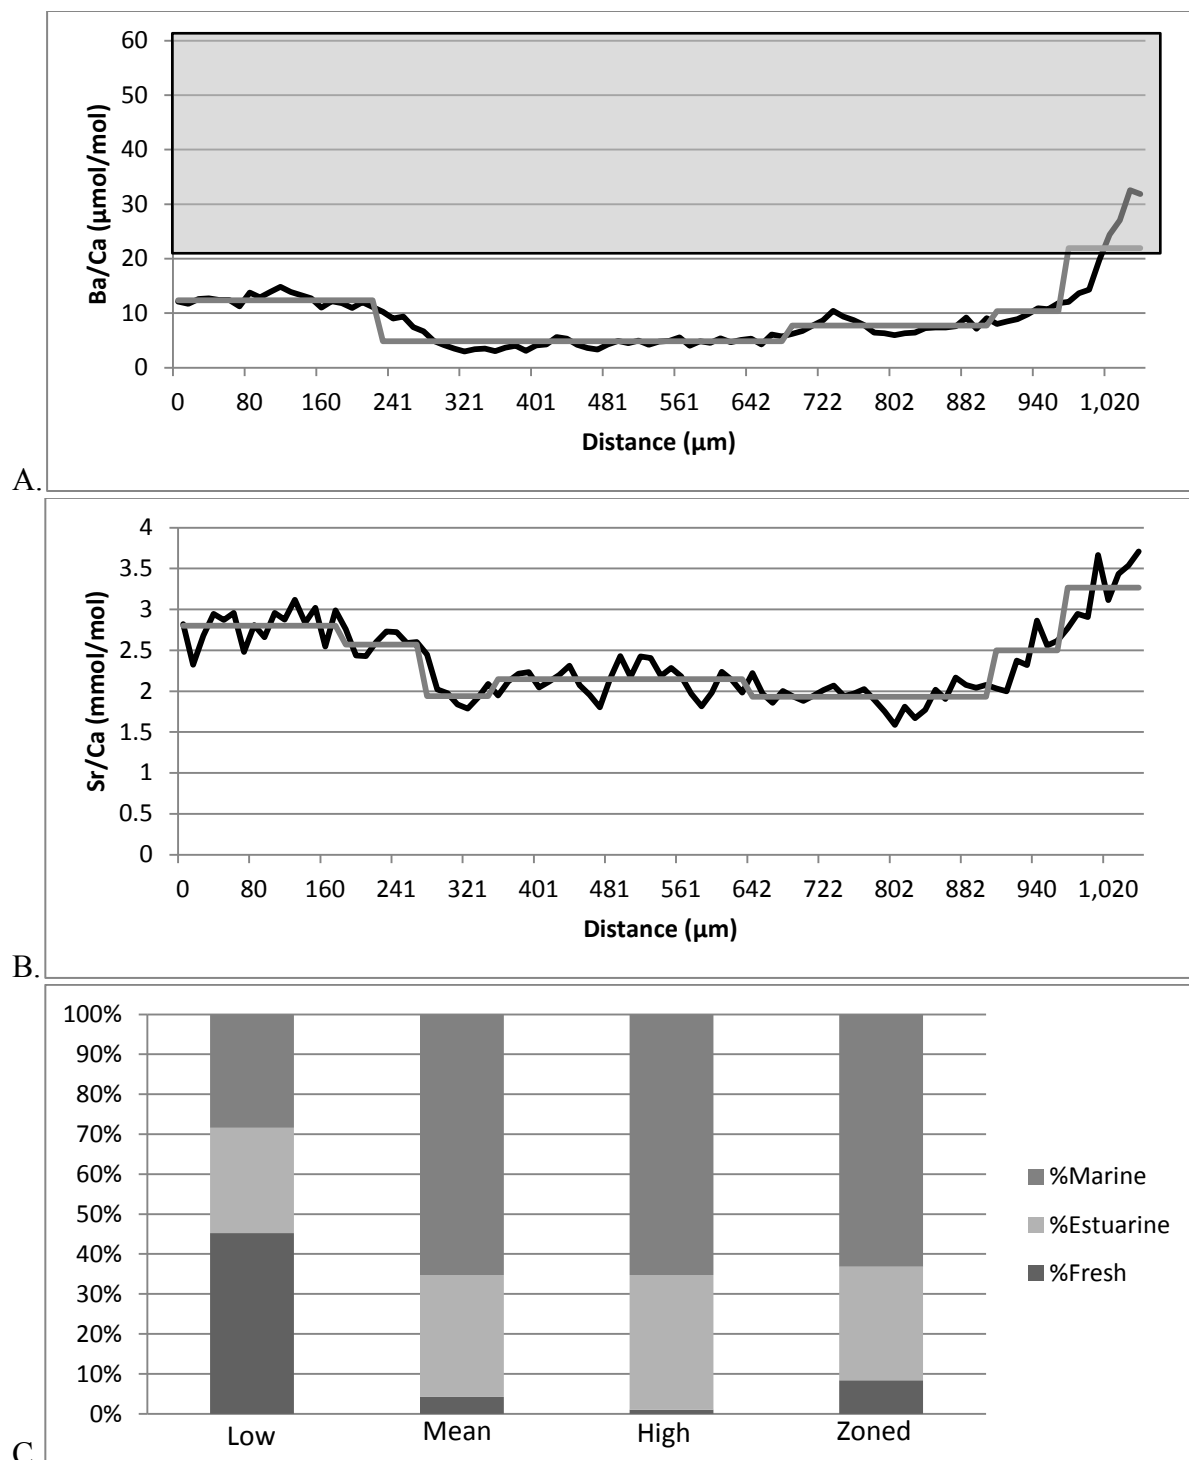 60
50
40
30
20
10
0
Ba/Ca (µmol/mol)
0 80 160 241 321 401 481 561 642 722 802 882 940 1,020
Distance (µm)
A.
4
3.5
3
2.5
2
1.5
1
0.5
0
Sr/Ca (mmol/mol)
0 80 160 241 321 401 481 561 642 722 802 882 940 1,020
Distance (µm)
B.
100%
90%
80%
70%
60%
50%
40%
30%
20%
10%
0%
%Marine
%Estuarine
%Fresh
Low Mean High Zoned
C